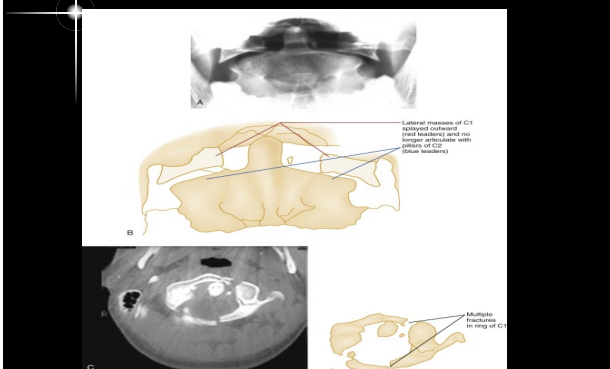 A
Lateral masses of C1
splayed outward
(red leaders) and no
longer articulate with
pillars of C2
(blue leaders)
B
Multiple
fractures
in ring of C1
C